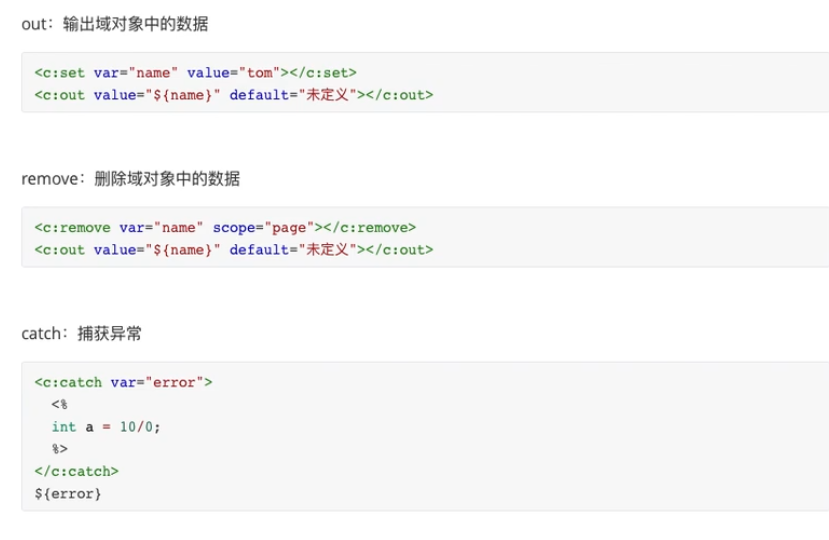 out：输出域对象中的数据
<c:set var="name" value="tom"></c:set>
<c:out value="${name}" default="未定义"></c:out>
remove：删除域对象中的数据
<c:remove var="name" scope="page"></c:remove>
<c:out value="${name}" default="未定义"></c:out>
catch：捕获异常
<c:catch var="error">
<%
int a = 10/0;
%>
</c:catch>
${error}